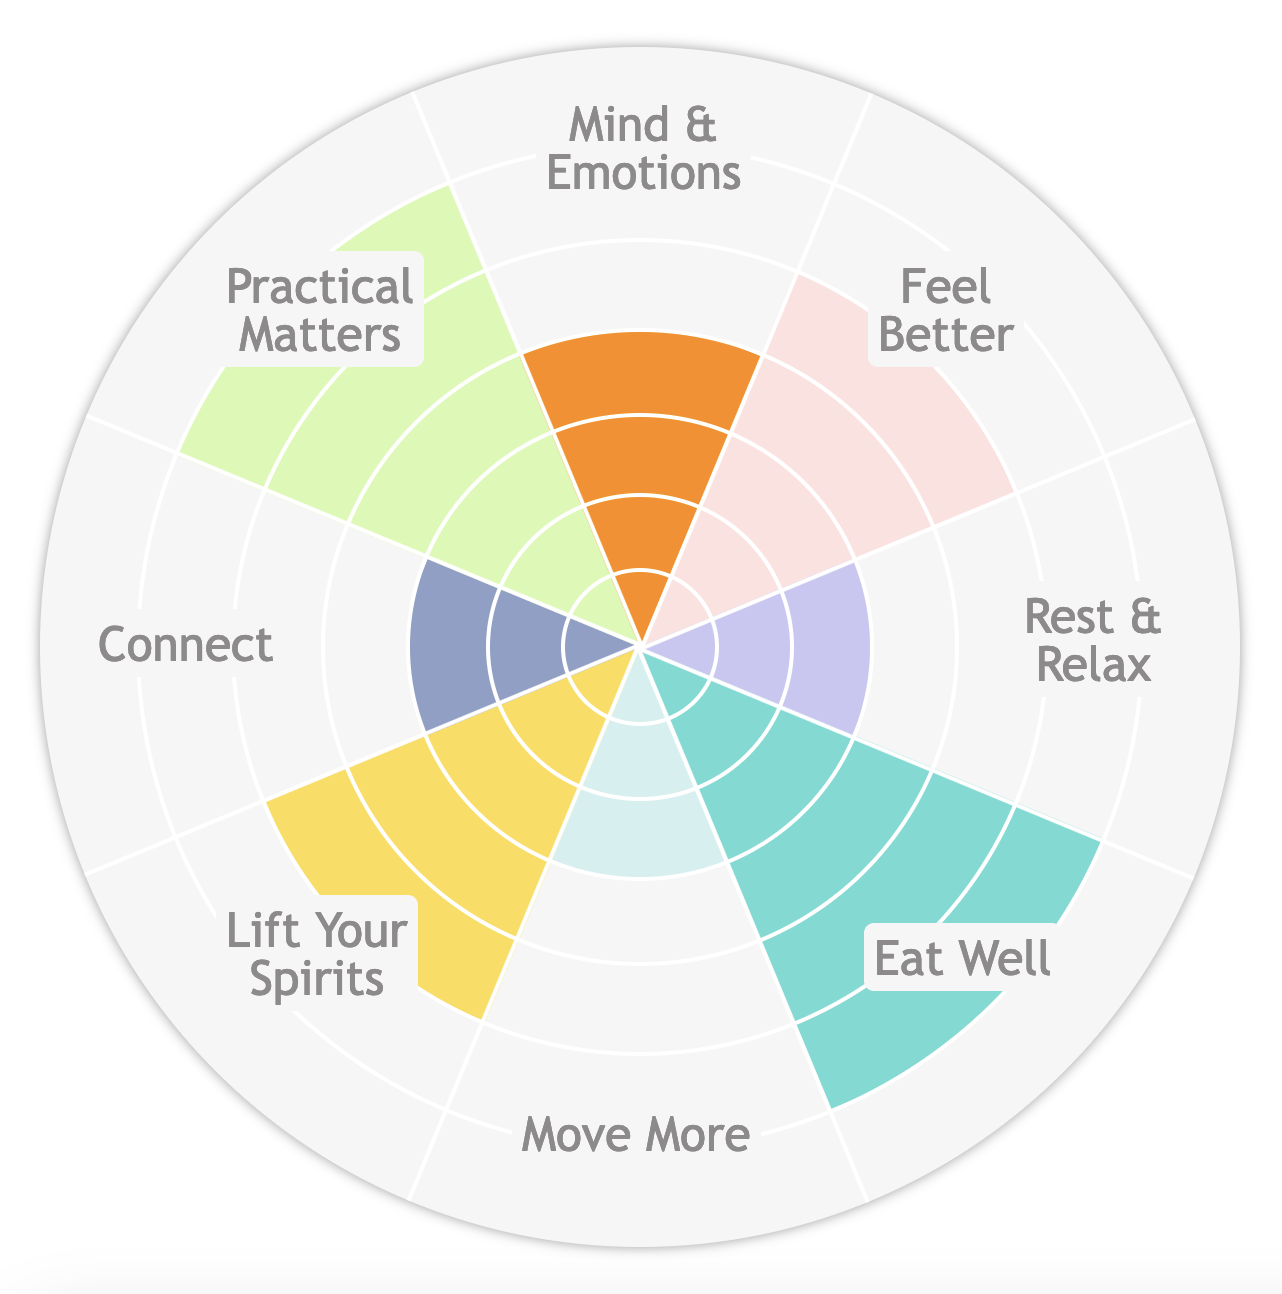 Mind &
Emotions
Practical
Matters
Feel
Better
Connect
Rest &
Relax
Lift Your
Spirits
Eat Well
Move More